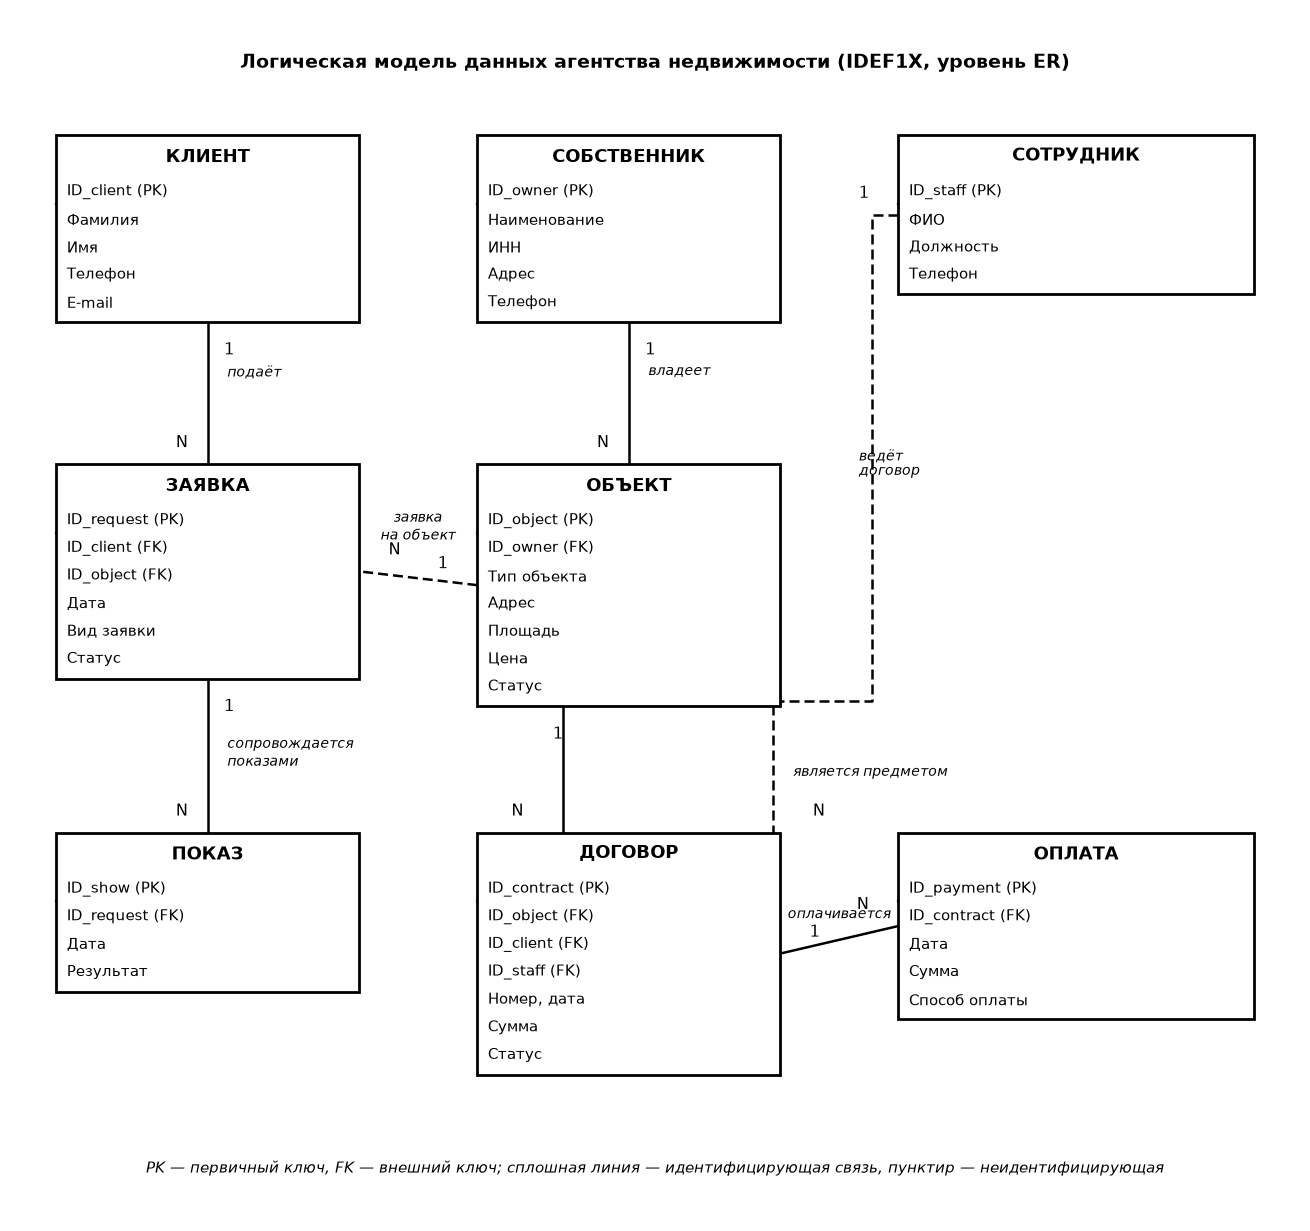 Логическая модель данных агентства недвижимости (IDEF1X, уровень ER)
КЛИЕНТ
ID_client (PK)
Фамилия
Имя
Телефон
E-mail
СОБСТВЕННИК
ID_owner (PK)
Наименование
ИНН
Адрес
Телефон
СОТРУДНИК
ID_staff (PK)
ФИО
Должность
Телефон
1
1
подаёт
N
1
владеет
N
ведёт
договор
ЗАЯВКА
ID_request (PK)
ID_client (FK)
ID_object (FK)
Дата
Вид заявки
Статус
заявка
на объект
N
1
ОБЪЕКТ
ID_object (PK)
ID_owner (FK)
Тип объекта
Адрес
Площадь
Цена
Статус
1
сопровождается
показами
N
1
N
является предметом
N
ПОКАЗ
ID_show (PK)
ID_request (FK)
Дата
Результат
ДОГОВОР
ID_contract (PK)
ID_object (FK)
ID_client (FK)
ID_staff (FK)
Номер, дата
Сумма
Статус
N
оплачивается
1
ОПЛАТА
ID_payment (PK)
ID_contract (FK)
Дата
Сумма
Способ оплаты
PK — первичный ключ, FK — внешний ключ; сплошная линия — идентифицирующая связь, пунктир — неидентифицирующая